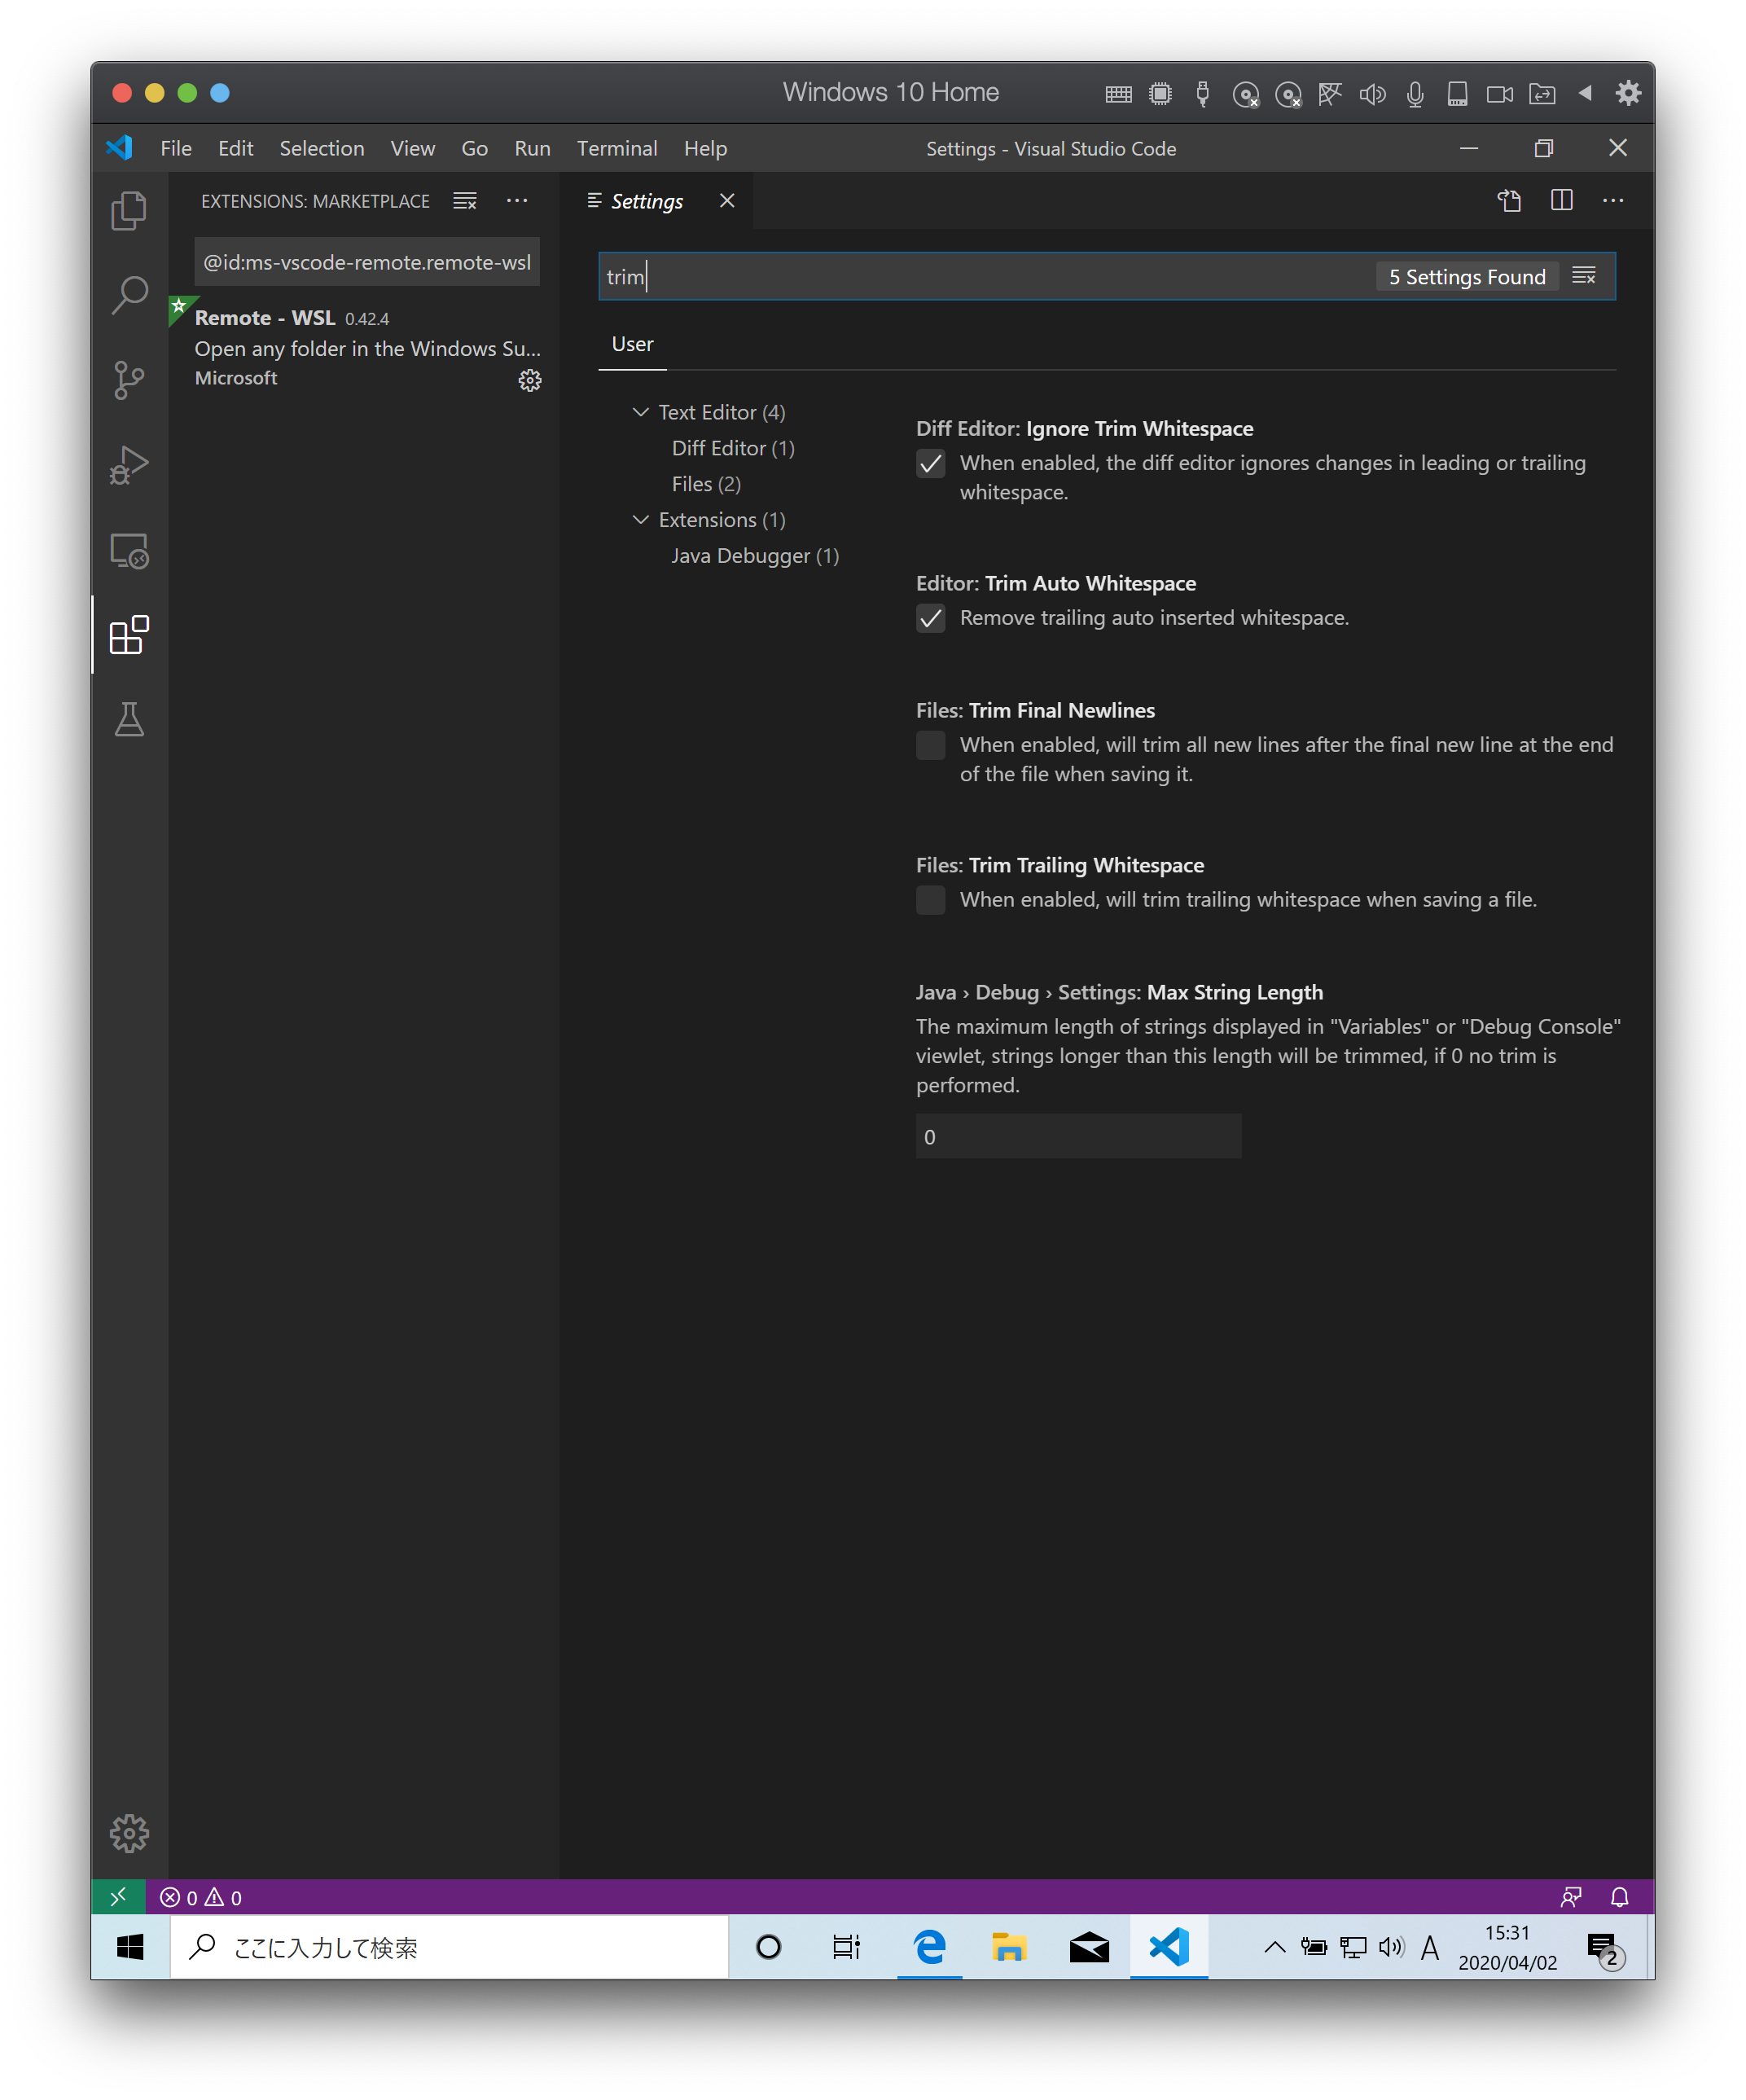 Windows 10 Home
File Edit Selection View Go Run Terminal Help
Settings - Visual Studio Code
EXTENSIONS: MARKETPLACE
@id:ms-vscode-remote.remote-wsl
Remote - WSL 0.42.4
Open any folder in the Windows Su...
Microsoft
Settings
trim
5 Settings Found
User
Text Editor (4)
Diff Editor (1)
Files (2)
Extensions (1)
Java Debugger (1)
Diff Editor: Ignore Trim Whitespace
When enabled, the diff editor ignores changes in leading or trailing
whitespace.
Editor: Trim Auto Whitespace
Remove trailing auto inserted whitespace.
Files: Trim Final Newlines
When enabled, will trim all new lines after the final new line at the end
of the file when saving it.
Files: Trim Trailing Whitespace
When enabled, will trim trailing whitespace when saving a file.
Java › Debug › Settings: Max String Length
The maximum length of strings displayed in "Variables" or "Debug Console"
viewlet, strings longer than this length will be trimmed, if 0 no trim is
performed.
0
0 0
ここに入力して検索
A
15:31
2020/04/02
2